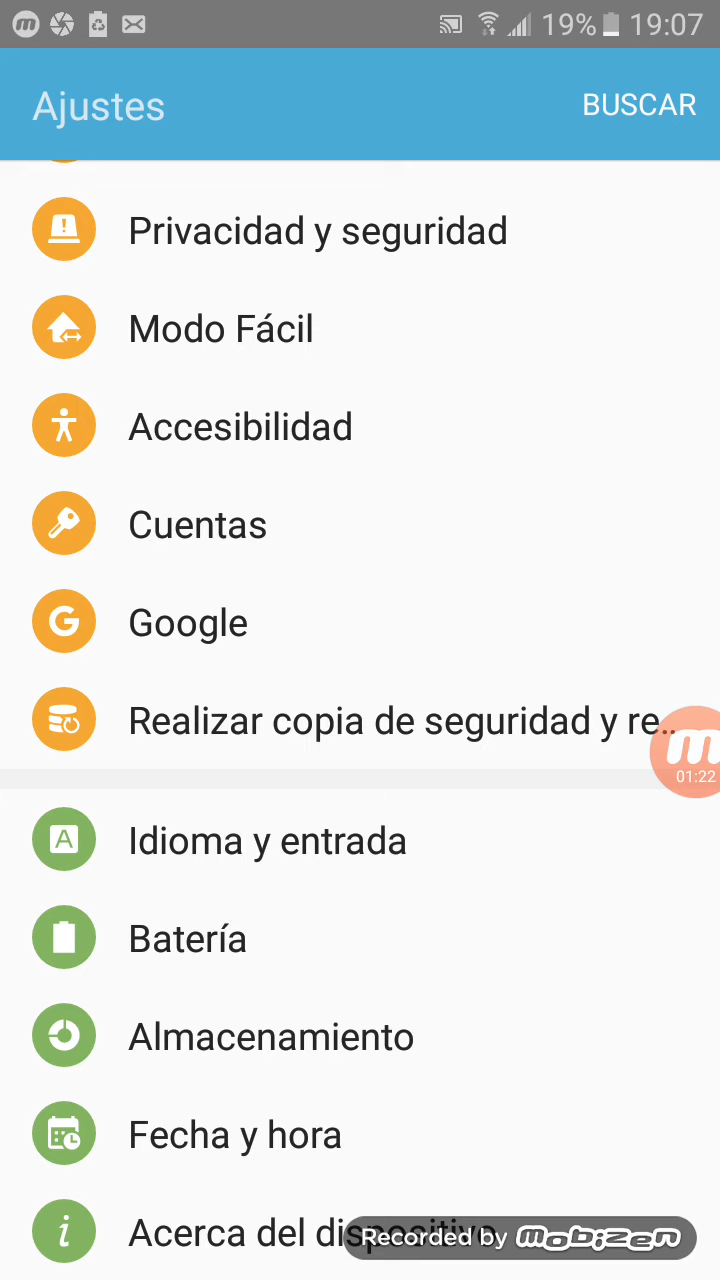 19% 19:07
Ajustes BUSCAR
Privacidad y seguridad
Modo Fácil
Accesibilidad
Cuentas
G Google
Realizar copia de seguridad y re...
m
01:22
A Idioma y entrada
Batería
Almacenamiento
Fecha y hora
i Acerca del dispositivo
Recorded by mobizen